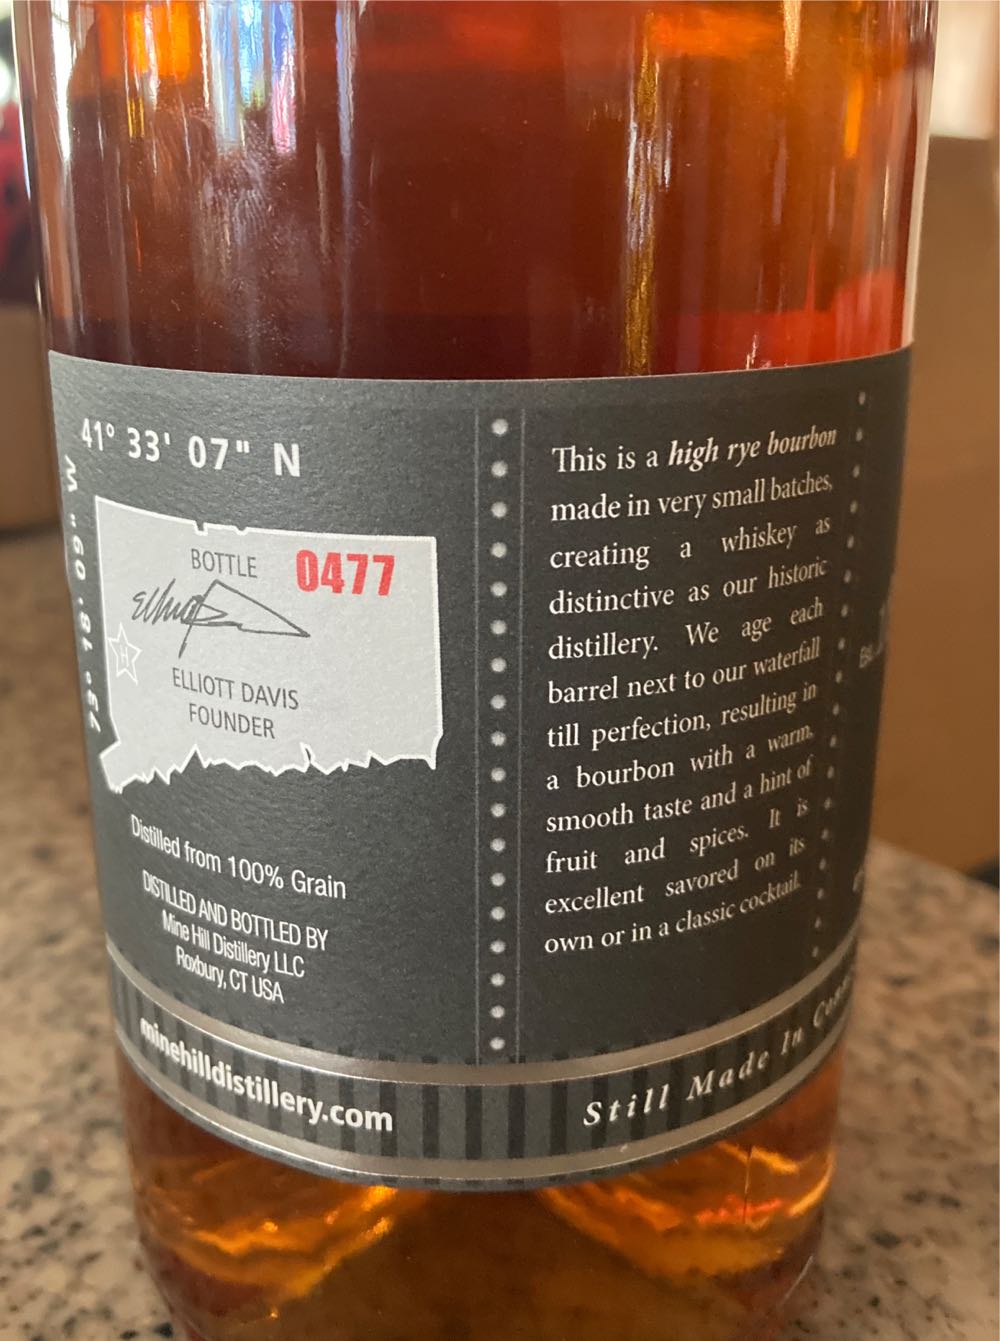 41° 33' 07" N
73° 18' 09" W
BOTTLE 0477
H
ELLIOTT DAVIS
FOUNDER
Distilled from 100% Grain
DISTILLED AND BOTTLED BY
Mine Hill Distillery LLC
Roxbury, CT USA
minehilldistillery.com
This is a high rye bourbon
made in very small batches,
creating a whiskey as
distinctive as our historic
distillery. We age each
barrel next to our waterfall
till perfection, resulting in
a bourbon with a warm,
smooth taste and a hint of
fruit and spices. It is
excellent savored on its
own or in a classic cocktail.
Still Made In